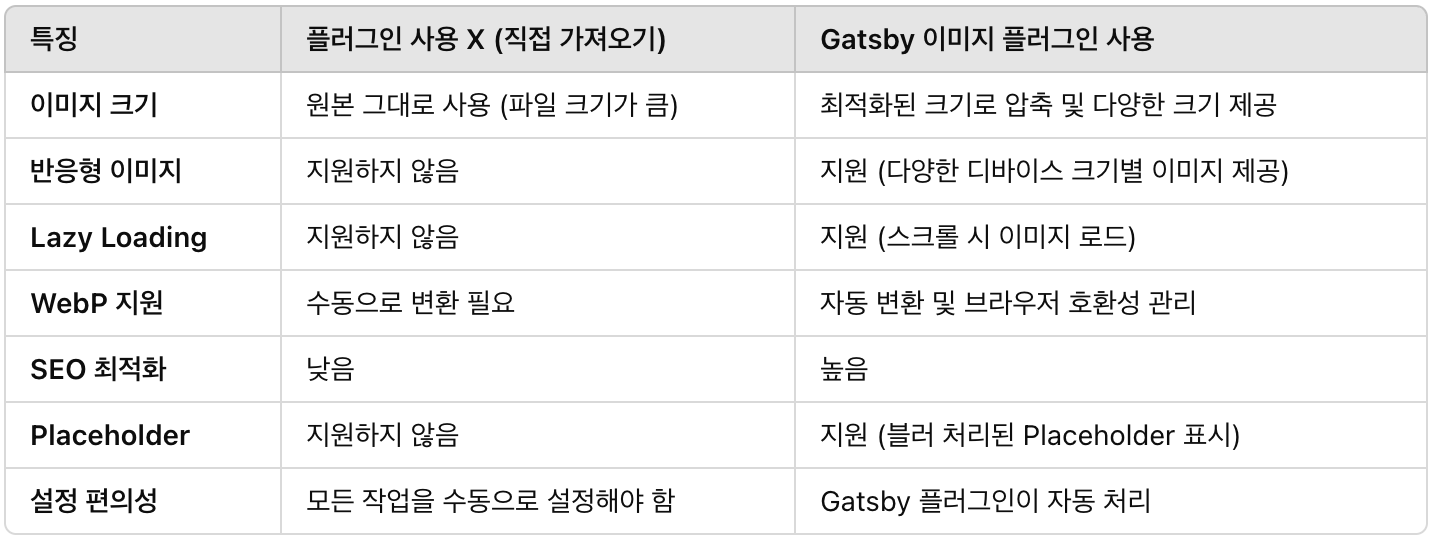 특징 플러그인 사용 X (직접 가져오기) Gatsby 이미지 플러그인 사용
이미지 크기 원본 그대로 사용 (파일 크기가 큼) 최적화된 크기로 압축 및 다양한 크기 제공
반응형 이미지 지원하지 않음 지원 (다양한 디바이스 크기별 이미지 제공)
Lazy Loading 지원하지 않음 지원 (스크롤 시 이미지 로드)
WebP 지원 수동으로 변환 필요 자동 변환 및 브라우저 호환성 관리
SEO 최적화 낮음 높음
Placeholder 지원하지 않음 지원 (블러 처리된 Placeholder 표시)
설정 편의성 모든 작업을 수동으로 설정해야 함 Gatsby 플러그인이 자동 처리